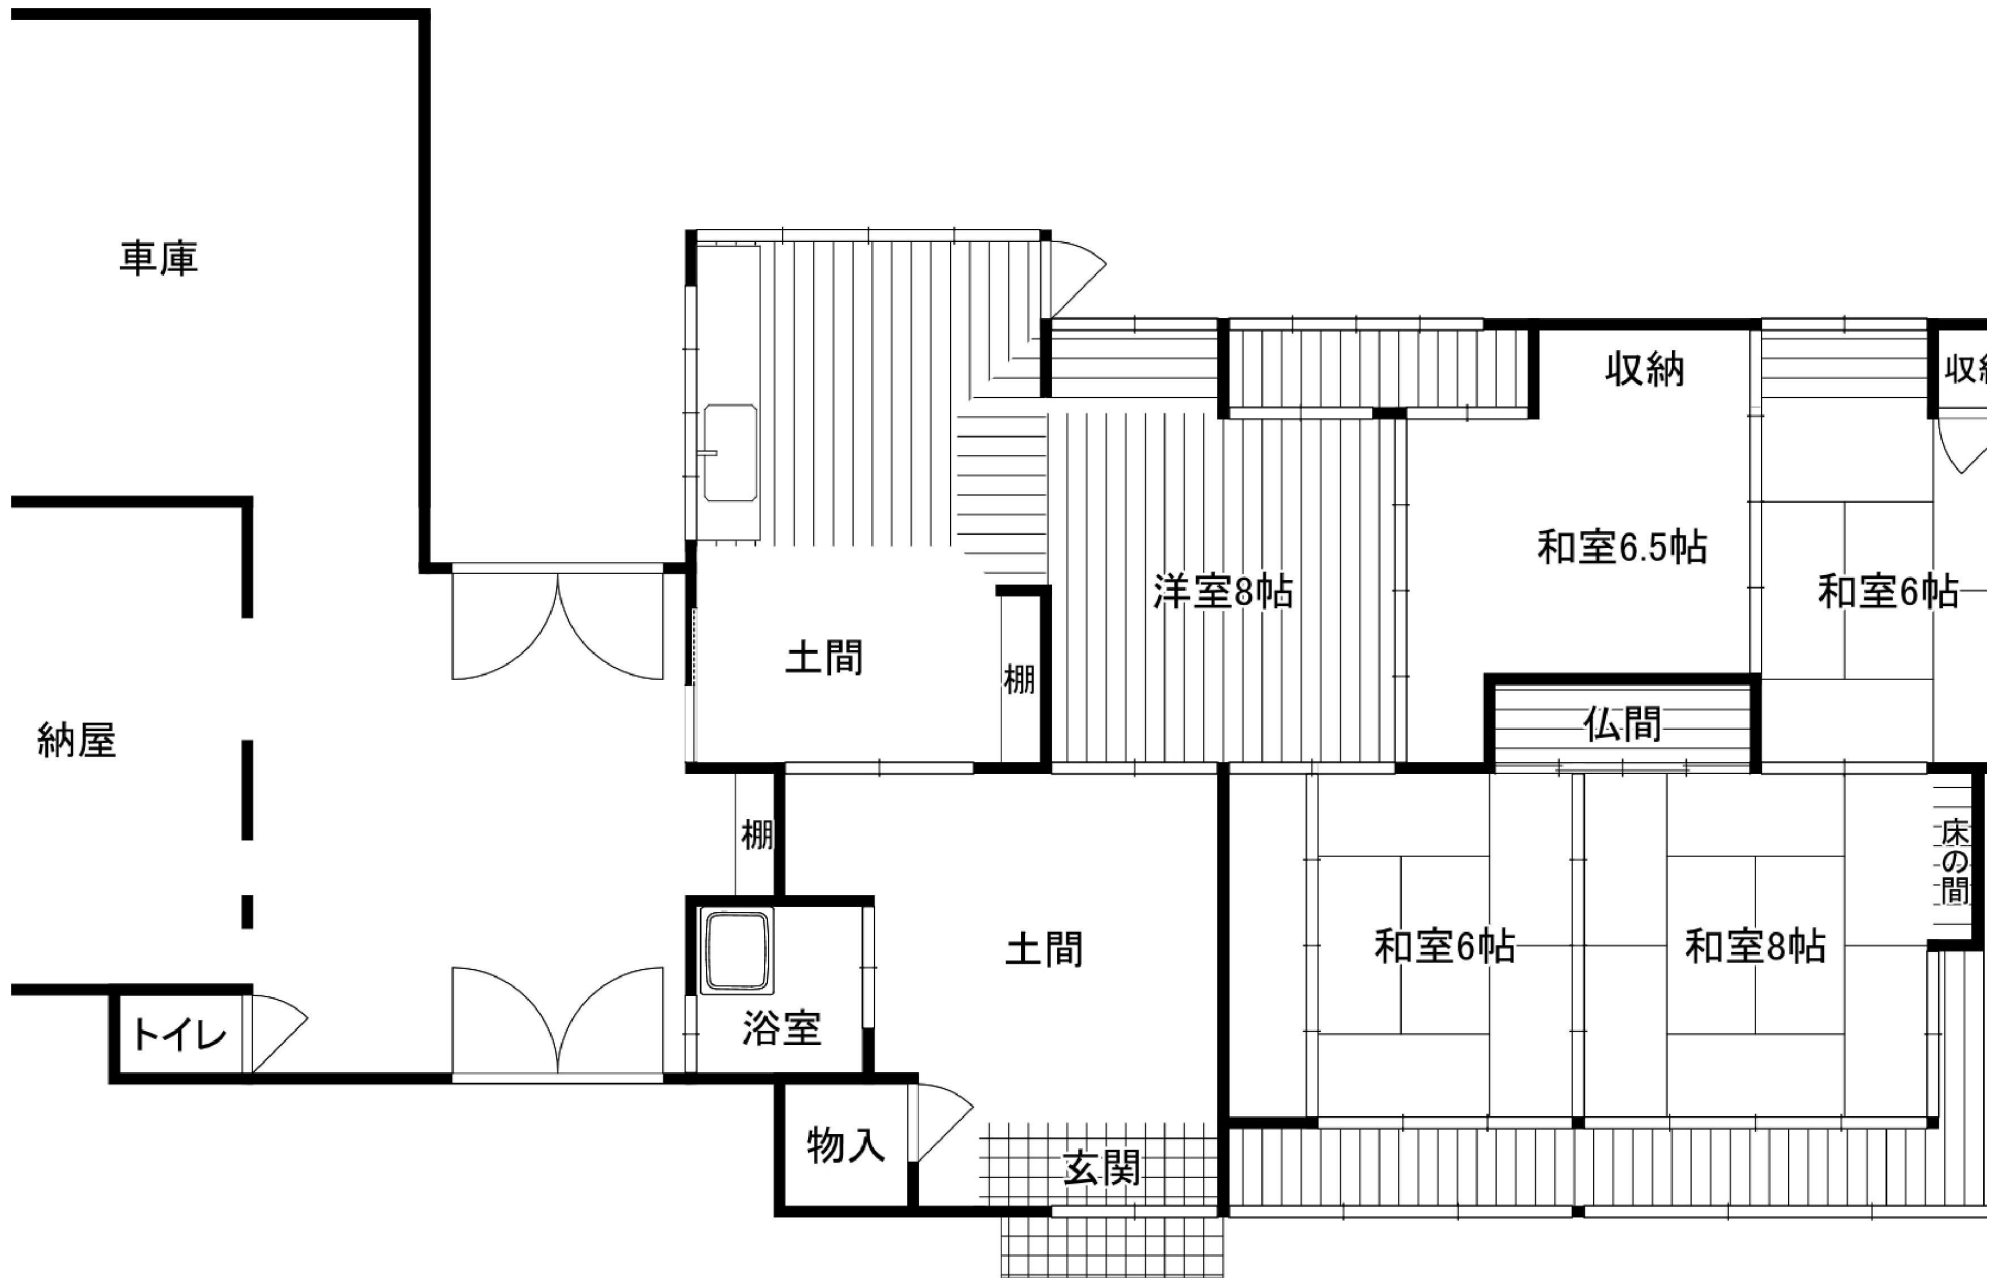 車庫
収納
収
和室6.5帖
洋室8帖
和室6帖
土間
棚
納屋
仏間
棚
床の間
土間
和室6帖
和室8帖
トイレ
浴室
物入
玄関